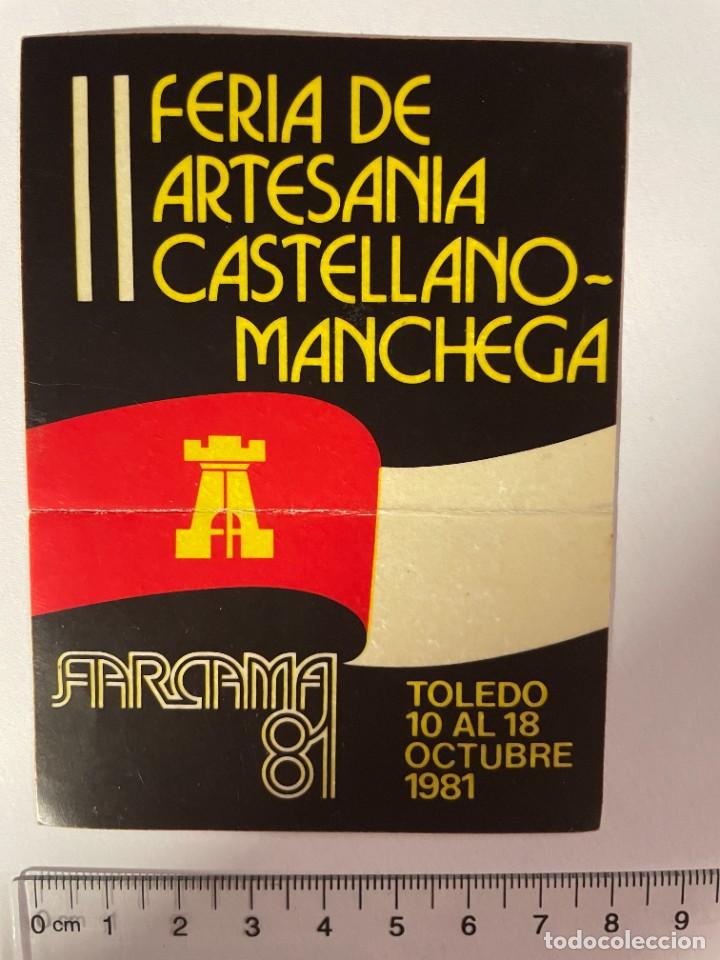 II FERIA DE
ARTESANIA
CASTELLANO-
MANCHEGA
FARCAMA
81
TOLEDO
10 AL 18
OCTUBRE
1981
0 cm 1 2 3 4 5 6 7 8 9
todocoleccion